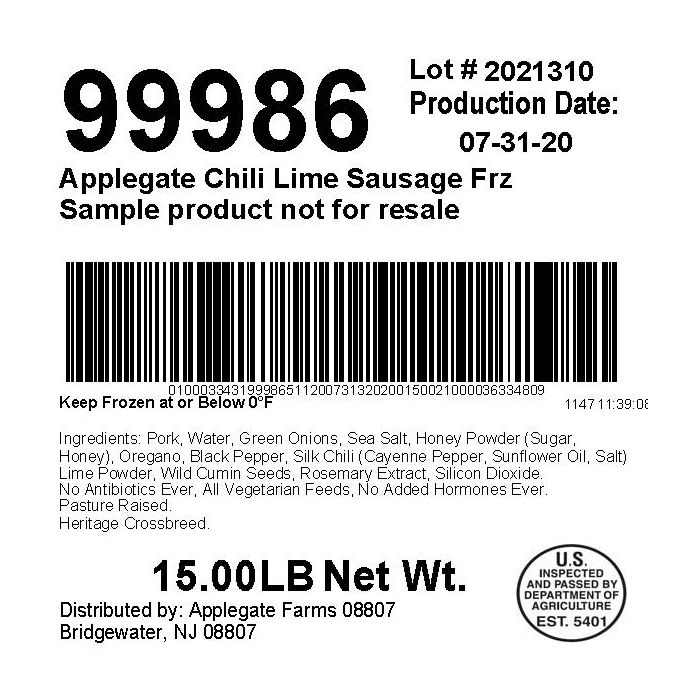 99986
Lot # 2021310
Production Date:
07-31-20
Applegate Chili Lime Sausage Frz
Sample product not for resale
01000334319998651120073132020015002100003633​4809
Keep Frozen at or Below 0°F
1147 11:39:08
Ingredients: Pork, Water, Green Onions, Sea Salt, Honey Powder (Sugar,
Honey), Oregano, Black Pepper, Silk Chili (Cayenne Pepper, Sunflower Oil, Salt)
Lime Powder, Wild Cumin Seeds, Rosemary Extract, Silicon Dioxide.
No Antibiotics Ever, All Vegetarian Feeds, No Added Hormones Ever.
Pasture Raised.
Heritage Crossbreed.
15.00LB Net Wt.
Distributed by: Applegate Farms 08807
Bridgewater, NJ 08807
U.S.
INSPECTED
AND PASSED BY
DEPARTMENT OF
AGRICULTURE
EST. 5401